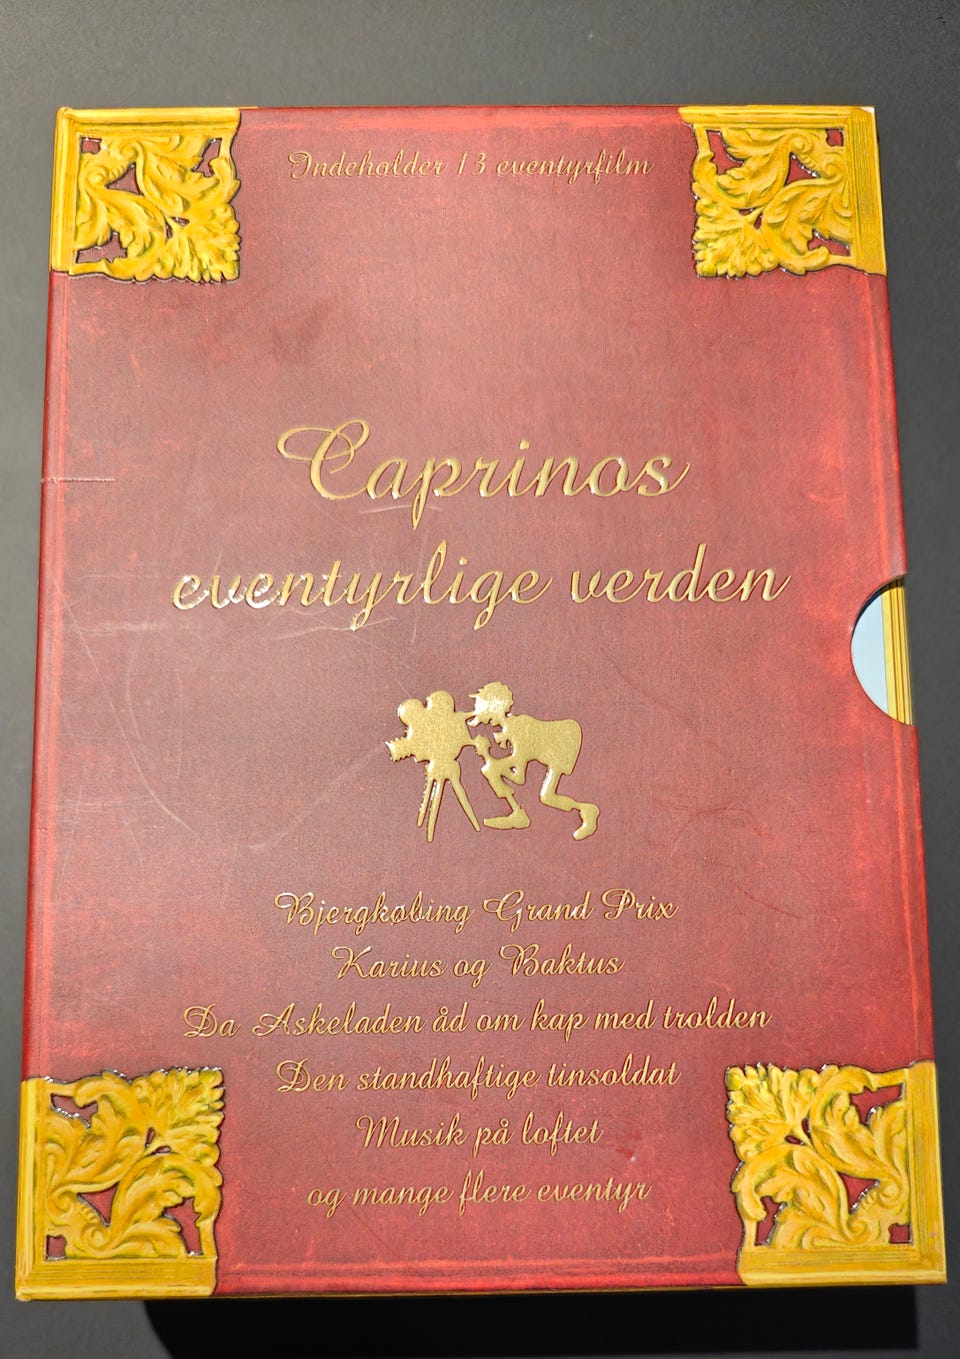 Indeholder 13 eventyrfilm
Caprinos
eventyrlige verden
Bjergkøbing Grand Prix
Karius og Baktus
Da Askeladen åd om kap med trolden
Den standhaftige tinsoldat
Musik på loftet
og mange flere eventyr